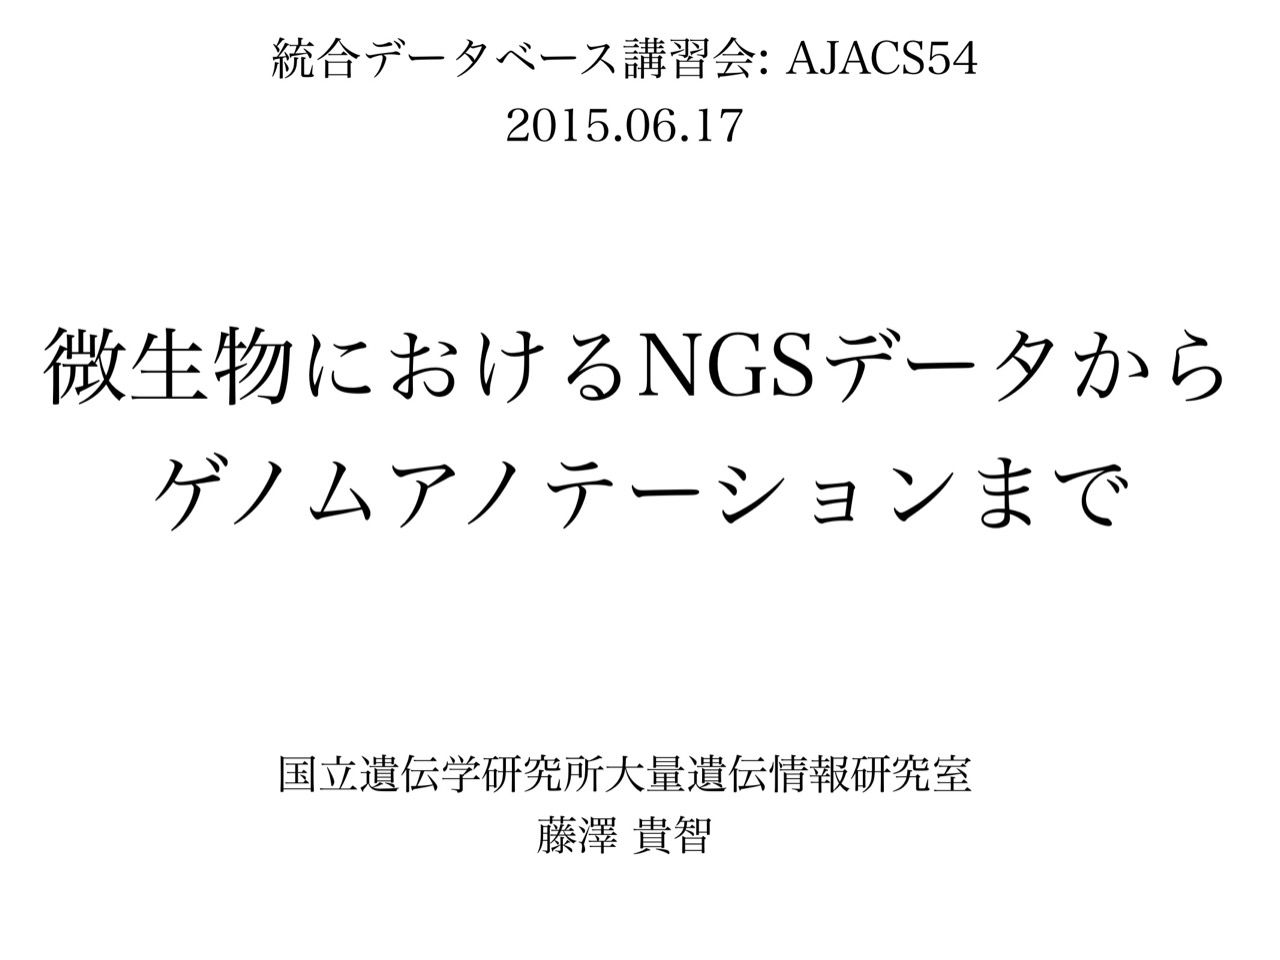 統合データベース講習会: AJACS54
2015.06.17
微生物におけるNGSデータから
ゲノムアノテーションまで
国立遺伝学研究所大量遺伝情報研究室
藤澤 貴智